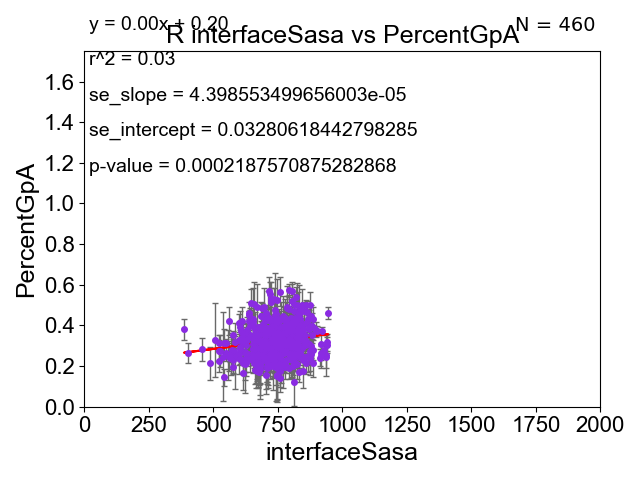 y = 0.00x + 0.20
N = 460
R interfaceSasa vs PercentGpA
r^2 = 0.03
se_slope = 4.398553499656003e-05
se_intercept = 0.03280618442798285
p-value = 0.0002187570875282868
PercentGpA
1.6
1.4
1.2
1.0
0.8
0.6
0.4
0.2
0.0
0 250 500 750 1000 1250 1500 1750 2000
interfaceSasa